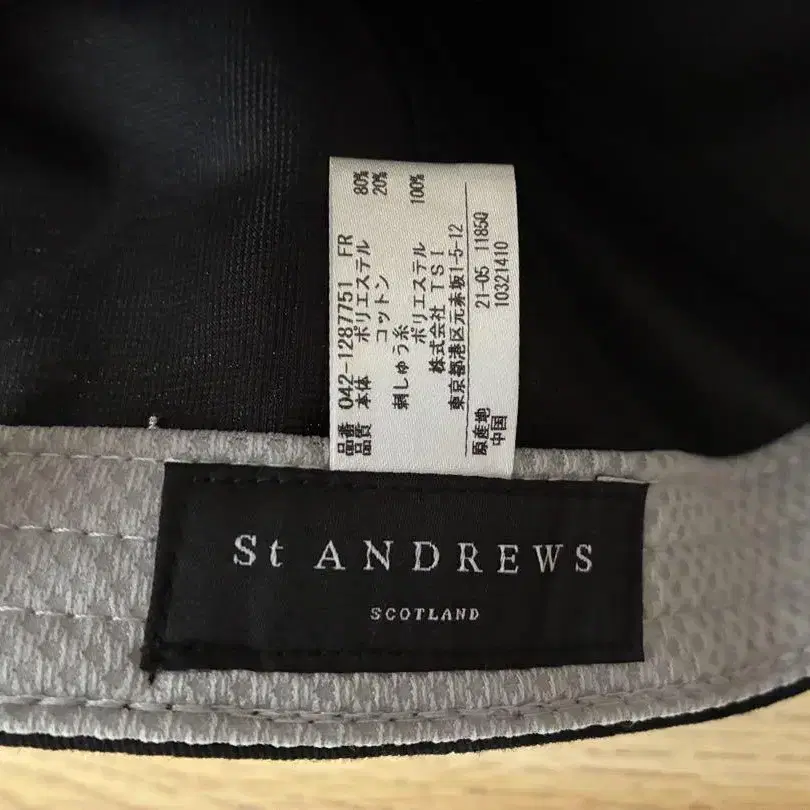 品番 042-1287751 FR
品質 本体 ポリエステル 80%
コットン 20%
刺しゅう糸
ポリエステル 100%
株式会社 TSI
東京都港区元赤坂1-5-12
原産地 21-05 1185Q
中国 10321410
St ANDREWS
SCOTLAND